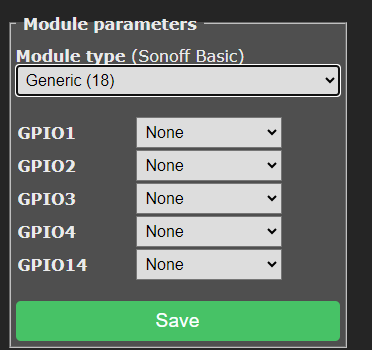 Module parameters
Module type (Sonoff Basic)
Generic (18)
GPIO1 None
GPIO2 None
GPIO3 None
GPIO4 None
GPIO14 None
Save